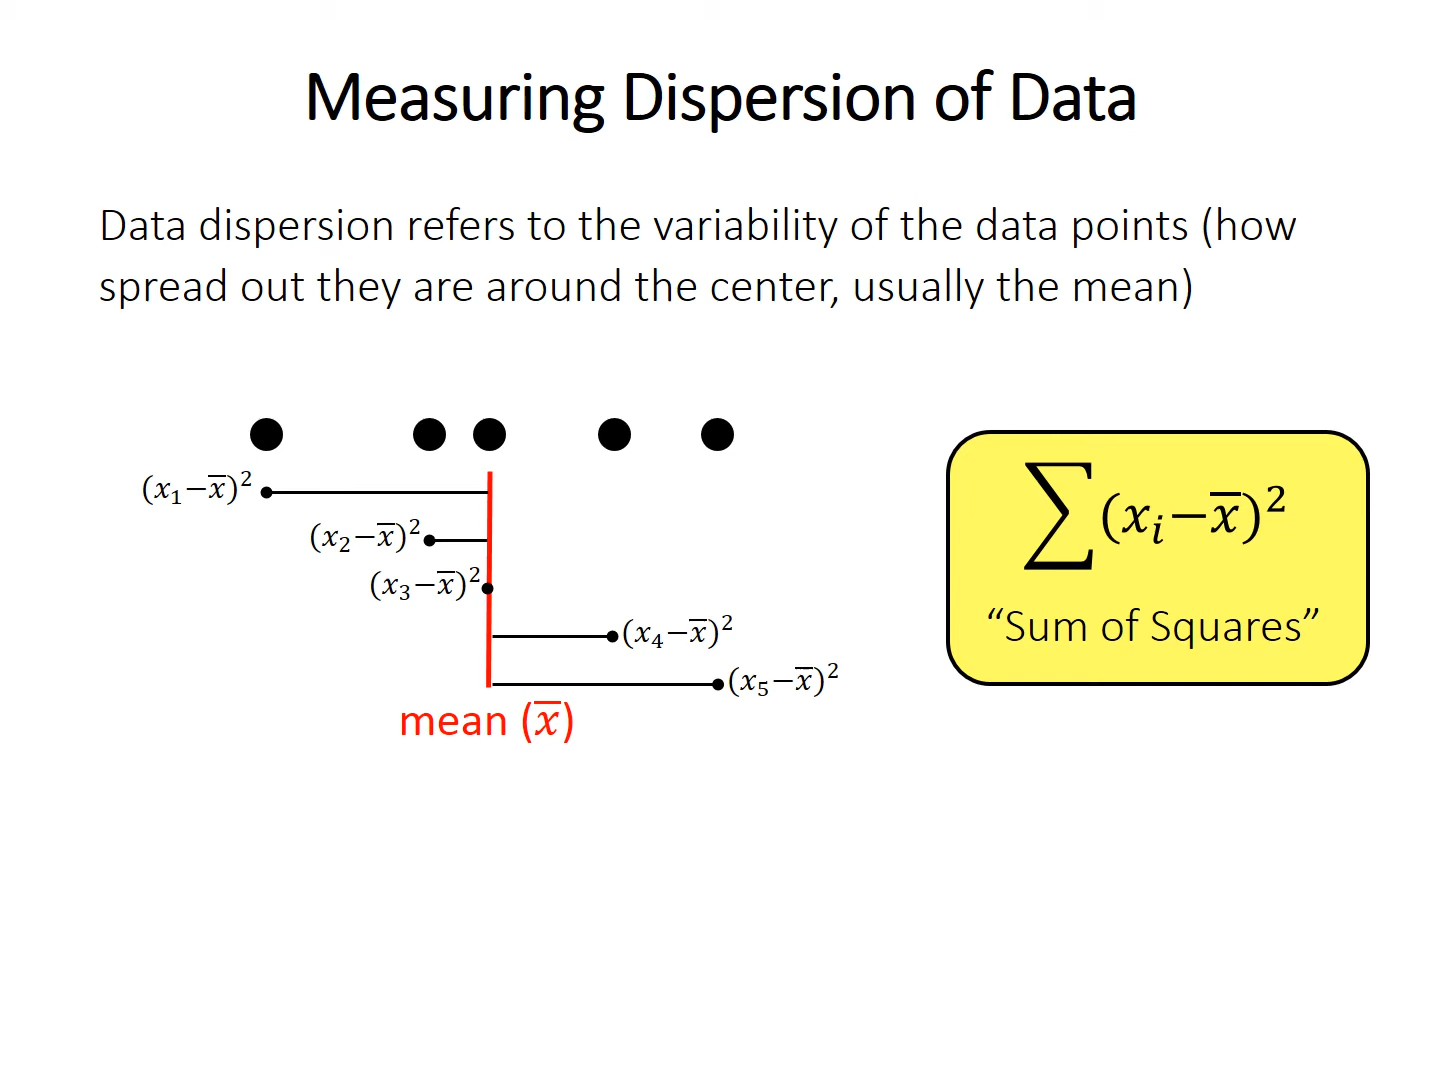 Measuring Dispersion of Data
Data dispersion refers to the variability of the data points (how
spread out they are around the center, usually the mean)
(x₁−x̅)²
(x₂−x̅)²
(x₃−x̅)²
(x₄−x̅)²
(x₅−x̅)²
mean (x̅)
∑(xᵢ−x̅)²
“Sum of Squares”